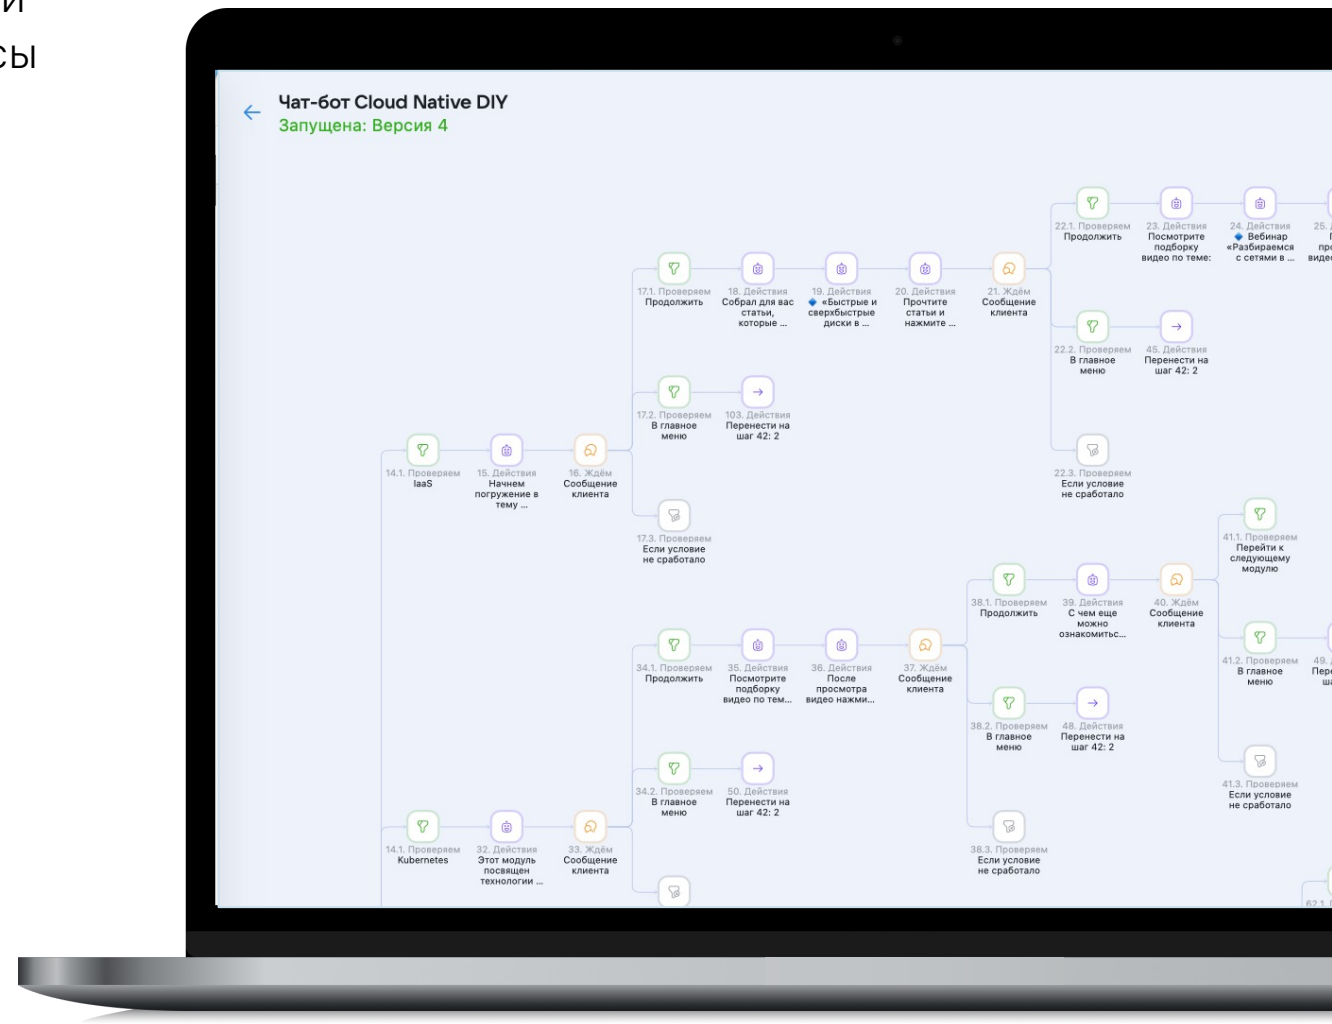 и
сы
Чат-бот Cloud Native DIY
Запущена: Версия 4
22.1. Проверяем
Продолжить
23. Действия
Посмотрите
подборку
видео по теме:
24. Действия
Вебинар
«Разбираемся
с сетями в ...
25.
17.1. Проверяем
Продолжить
18. Действия
Собрал для вас
статьи,
которые ...
19. Действия
«Быстрые и
сверхбыстрые
диски в ...
20. Действия
Прочтите
статьи и
нажмите ...
21. Ждём
Сообщение
клиента
22.2. Проверяем
В главное
меню
45. Действия
Перенести на
шаг 42: 2
17.2. Проверяем
В главное
меню
103. Действия
Перенести на
шаг 42: 2
14.1. Проверяем
IaaS
15. Действия
Начнем
погружение в
тему ...
16. Ждём
Сообщение
клиента
22.3. Проверяем
Если условие
не сработало
17.3. Проверяем
Если условие
не сработало
41.1. Проверяем
Перейти к
следующему
модулю
38.1. Проверяем
Продолжить
39. Действия
С чем еще
можно
ознакомитьс...
40. Ждём
Сообщение
клиента
34.1. Проверяем
Продолжить
35. Действия
Посмотрите
подборку
видео по тем...
36. Действия
После
просмотра
видео нажми...
37. Ждём
Сообщение
клиента
41.2. Проверяем
В главное
меню
49.
38.2. Проверяем
В главное
меню
48. Действия
Перенести на
шаг 42: 2
34.2. Проверяем
В главное
меню
50. Действия
Перенести на
шаг 42: 2
41.3. Проверяем
Если условие
не сработало
14.1. Проверяем
Kubernetes
32. Действия
Этот модуль
посвящен
технологии ...
33. Ждём
Сообщение
клиента
38.3. Проверяем
Если условие
не сработало
62.1.